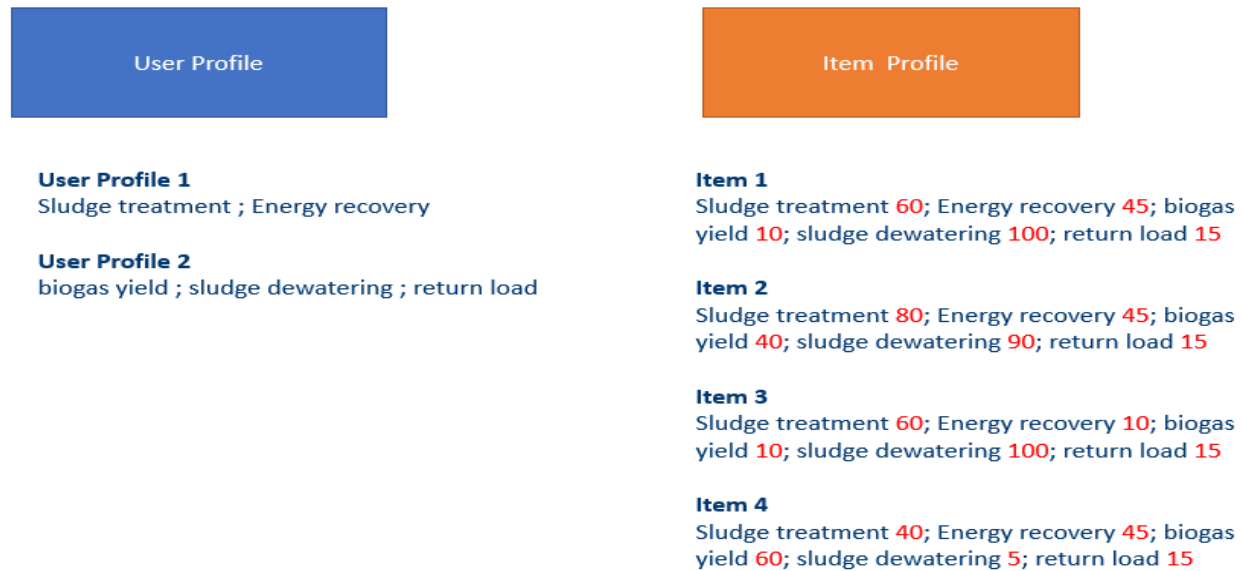 User Profile
Item  Profile
User Profile 1
Sludge treatment ; Energy recovery
User Profile 2
biogas yield ; sludge dewatering ; return load
Item 1
Sludge treatment 60; Energy recovery 45; biogas
yield 10; sludge dewatering 100; return load 15
Item 2
Sludge treatment 80; Energy recovery 45; biogas
yield 40; sludge dewatering 90; return load 15
Item 3
Sludge treatment 60; Energy recovery 10; biogas
yield 10; sludge dewatering 100; return load 15
Item 4
Sludge treatment 40; Energy recovery 45; biogas
yield 60; sludge dewatering 5; return load 15